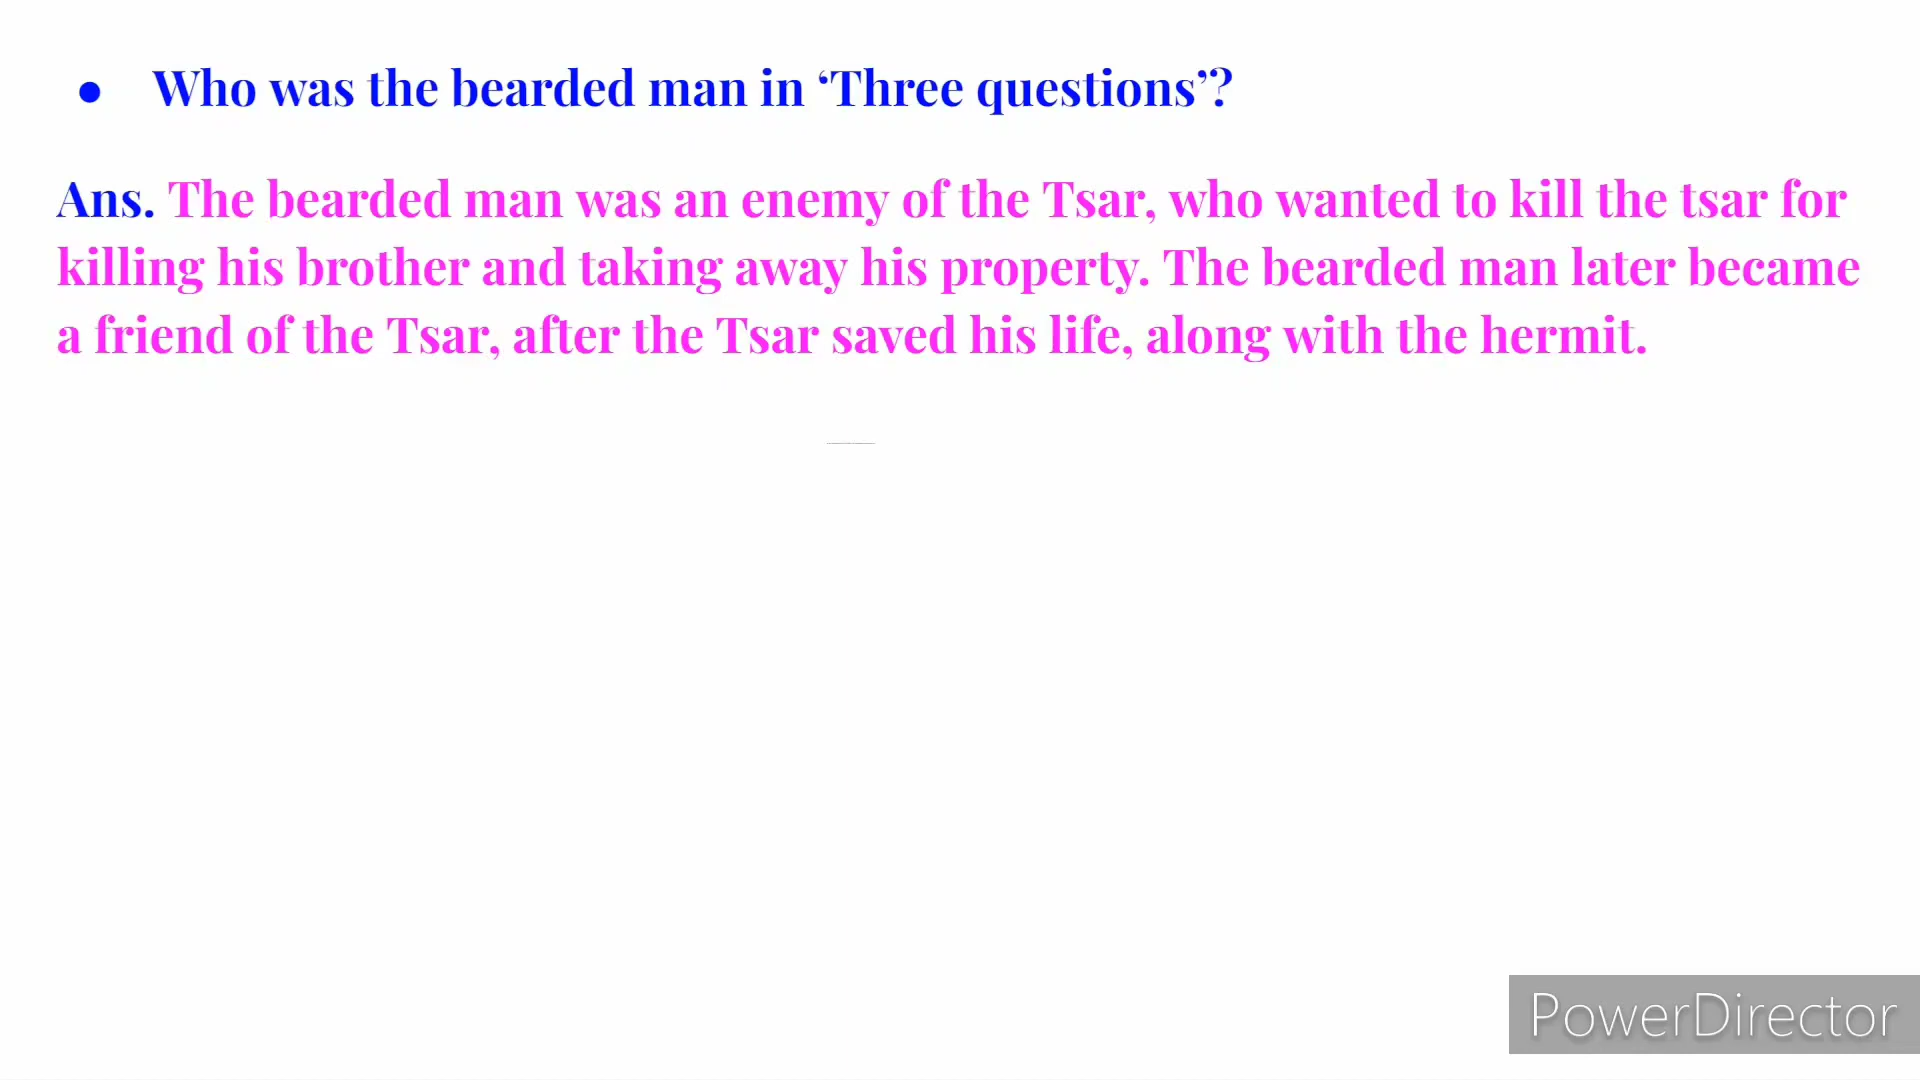 ● Who was the bearded man in ‘Three questions’?
Ans. The bearded man was an enemy of the Tsar, who wanted to kill the tsar for
killing his brother and taking away his property. The bearded man later became
a friend of the Tsar, after the Tsar saved his life, along with the hermit.
PowerDirector